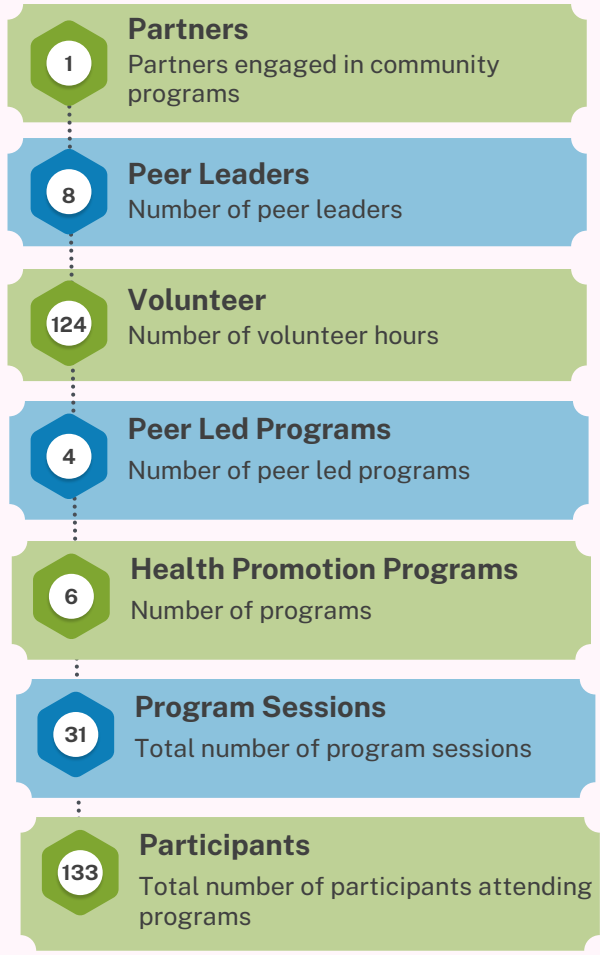 Partners
1
Partners engaged in community
programs
Peer Leaders
8
Number of peer leaders
Volunteer
124
Number of volunteer hours
Peer Led Programs
4
Number of peer led programs
Health Promotion Programs
6
Number of programs
Program Sessions
31
Total number of program sessions
Participants
133
Total number of participants attending
programs